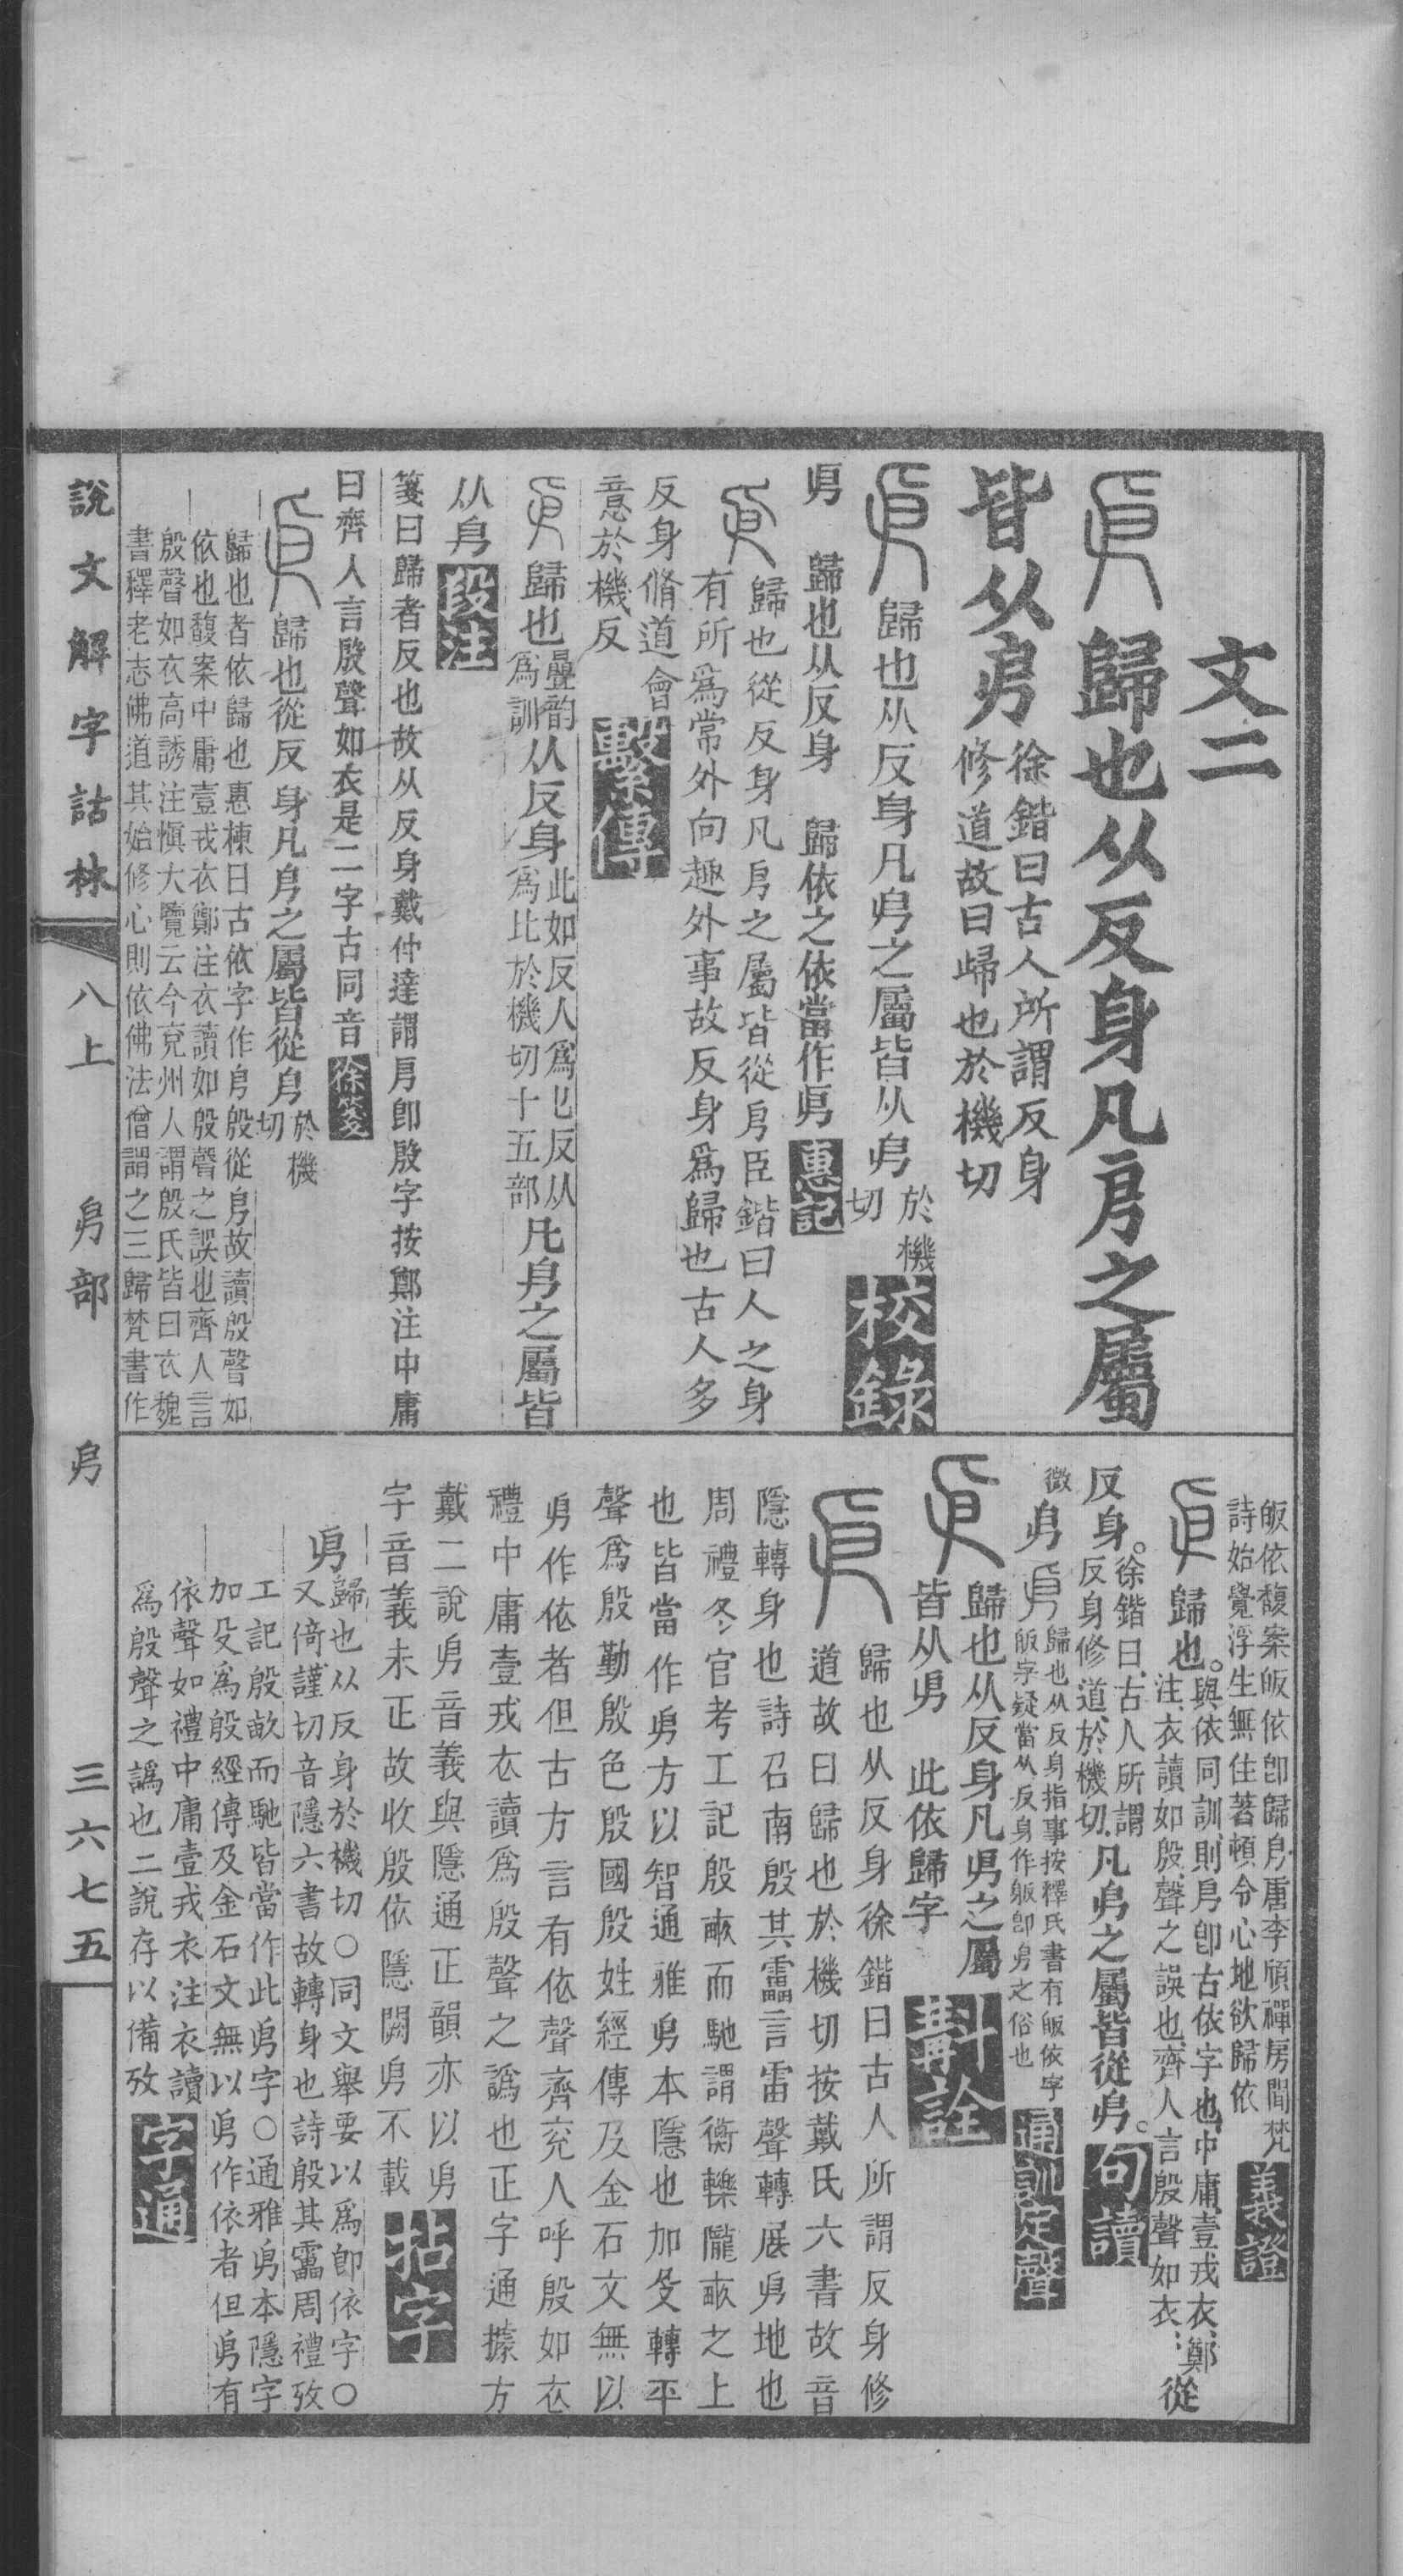 文二
㐆歸也从反身凡㐆之屬
皆从㐆徐鍇曰古人所謂反身
修道故曰歸也於機切
㐆歸也从反身凡㐆之屬皆从㐆於機
切校錄
㐆 歸也从反身 歸依之依當作㐆惠記
㐆歸也從反身凡㐆之屬皆從㐆臣鍇曰人之身
有所爲常外向趣外事故反身爲歸也古人多
反身脩道會
意於機反繫傳
㐆歸也疊韵
爲訓从反身此如反人爲匕反从
爲比於機切十五部凡㐆之屬皆
从㐆段注
箋曰歸者反也故从反身戴仲達謂㐆卽殷字按鄭注中庸
曰齊人言殷聲如衣是二字古同音徐箋
㐆歸也從反身凡㐆之屬皆從㐆於機
切
歸也者依歸也惠棟曰古依字作㐆殷從㐆故讀殷聲如
依也馥案中庸壹戎衣鄭注衣讀如殷聲之誤也齊人言
殷聲如衣高誘注愼大覽云今兗州人謂殷氏皆曰衣魏
書釋老志佛道其始修心則依佛法僧謂之三歸梵書作
皈依馥案皈依卽歸㐆唐李頎禪房聞梵
詩始覺浮生無住著頓令心地欲歸依義證
㐆歸也。與依同訓則㐆卽古依字也中庸壹戎衣鄭
注衣讀如殷聲之誤也齊人言殷聲如衣從
反身。徐鍇曰古人所謂
反身修道於機切凡㐆之屬皆從㐆。句讀
微㐆㐆歸也从反身指事按釋氏書有皈依字
皈字疑當从反身作躼卽㐆之俗也通訓定聲
㐆歸也从反身凡㐆之屬
皆从㐆 此依歸字斠詮
㐆歸也从反身徐鍇曰古人所謂反身修
道故曰歸也於機切按戴氏六書故音
隱轉身也詩召南殷其靁言雷聲轉展㐆地也
周禮冬官考工記殷畝而馳謂衡轢隴畝之上
也皆當作㐆方以智通雅㐆本隱也加殳轉平
聲爲殷勤殷色殷國殷姓經傳及金石文無以
㐆作依者但古方言有依聲齊兗人呼殷如衣
禮中庸壹戎衣讀爲殷聲之譌也正字通據方
戴二說㐆音義與隱通正韻亦以㐆
字音義未正故收殷依隱闕㐆不載拈字
㐆歸也从反身於機切○同文舉要以爲卽依字○
又倚謹切音隱六書故轉身也詩殷其靁周禮攷
工記殷畝而馳皆當作此㐆字○通雅㐆本隱字
加殳爲殷經傳及金石文無以㐆作依者但㐆有
依聲如禮中庸壹戎衣注衣讀
爲殷聲之譌也二說存以備攷字通
說文解字詁林 八上 㐆部 㐆 三六七五